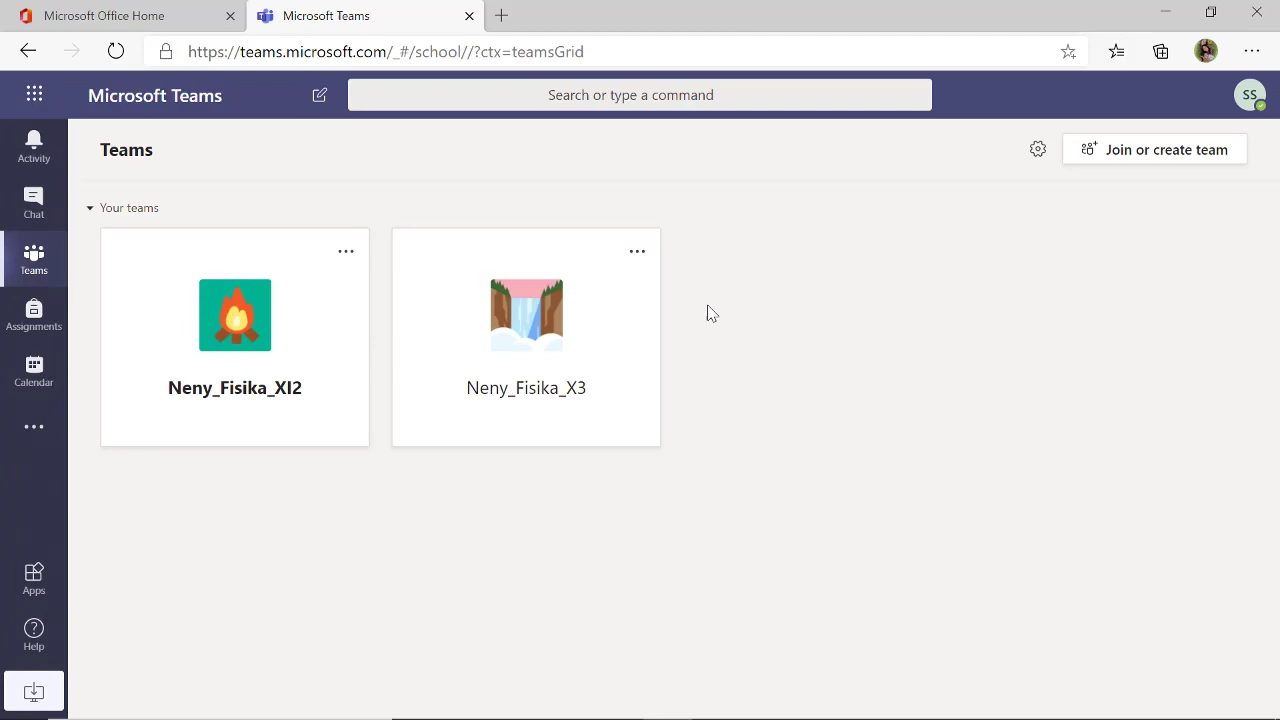 Microsoft Office Home
Microsoft Teams
https://teams.microsoft.com/_#/school//?ctx=teamsGrid
Microsoft Teams
Search or type a command
SS
Activity
Chat
Teams
Assignments
Calendar
Apps
Help
Teams
Join or create team
Your teams
Neny_Fisika_XI2
Neny_Fisika_X3